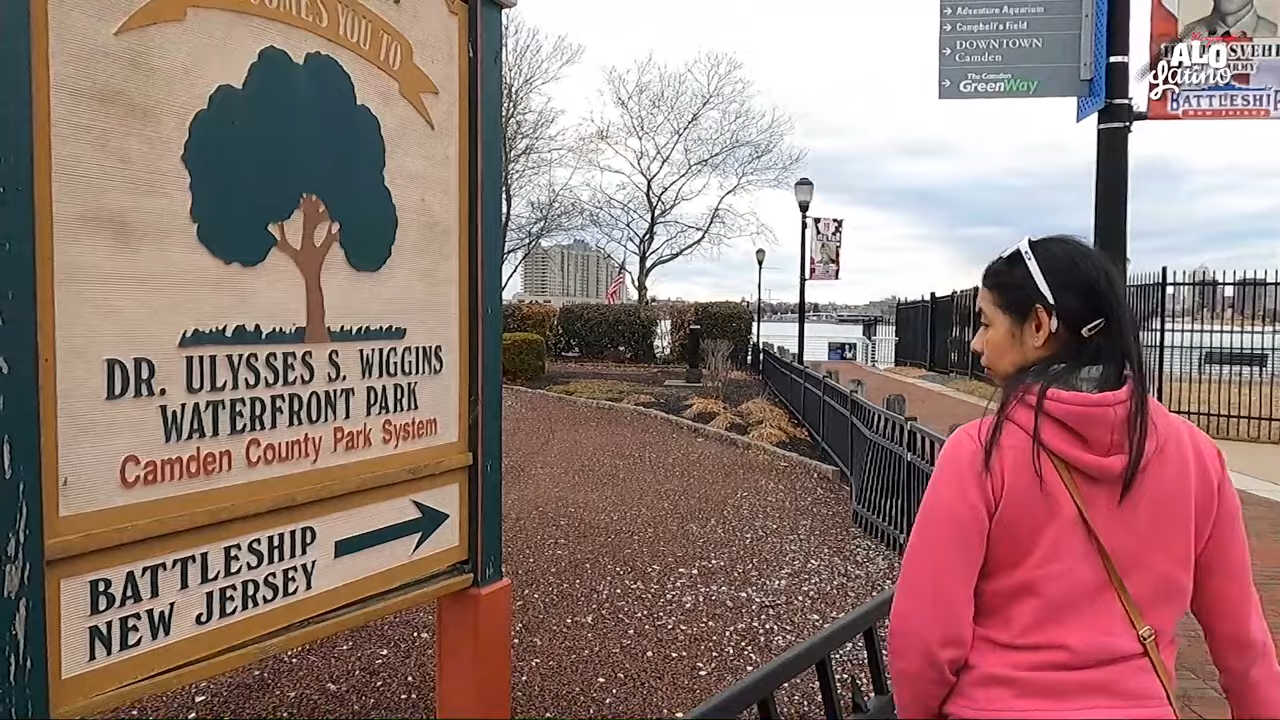 COMES YOU TO
DR. ULYSSES S. WIGGINS
WATERFRONT PARK
Camden County Park System
BATTLESHIP
NEW JERSEY
Adventure Aquarium
Campbell's Field
DOWNTOWN
Camden
The Camden
GreenWay
ALO
Latino
ARMY
BATTLESHIP
New Jersey